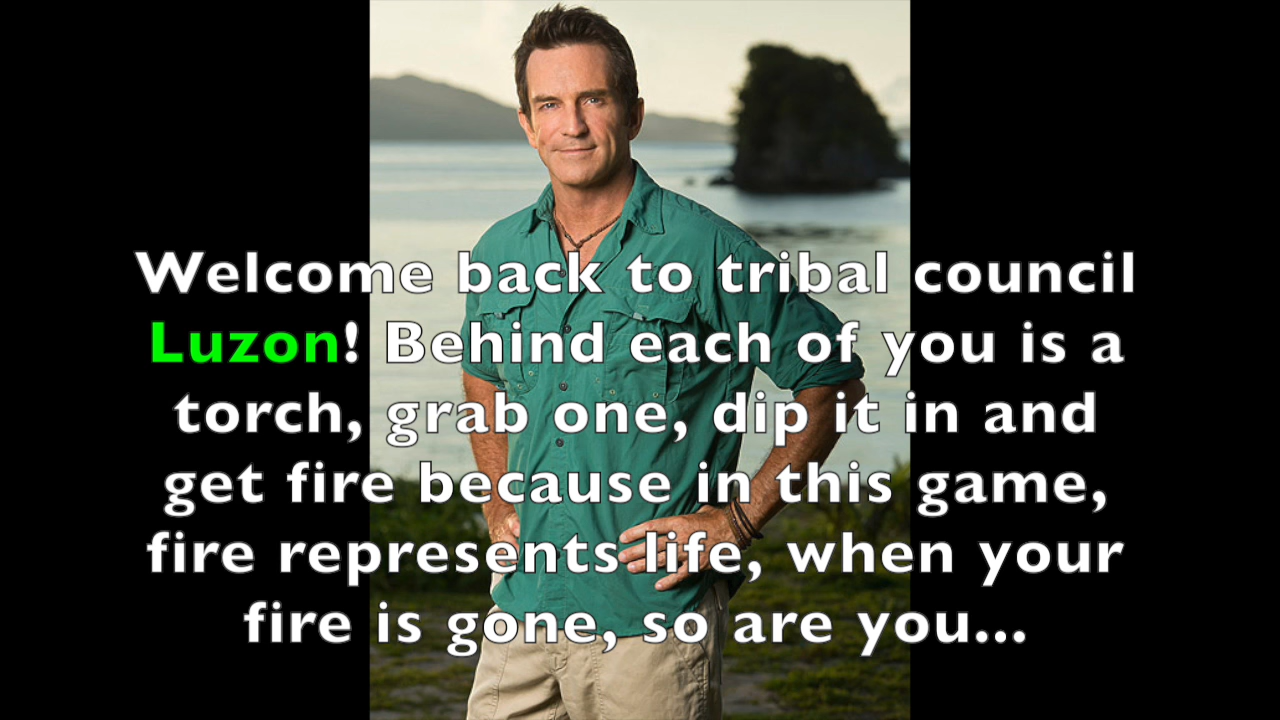 Welcome back to tribal council
Luzon! Behind each of you is a
torch, grab one, dip it in and
get fire because in this game,
fire represents life, when your
fire is gone, so are you...